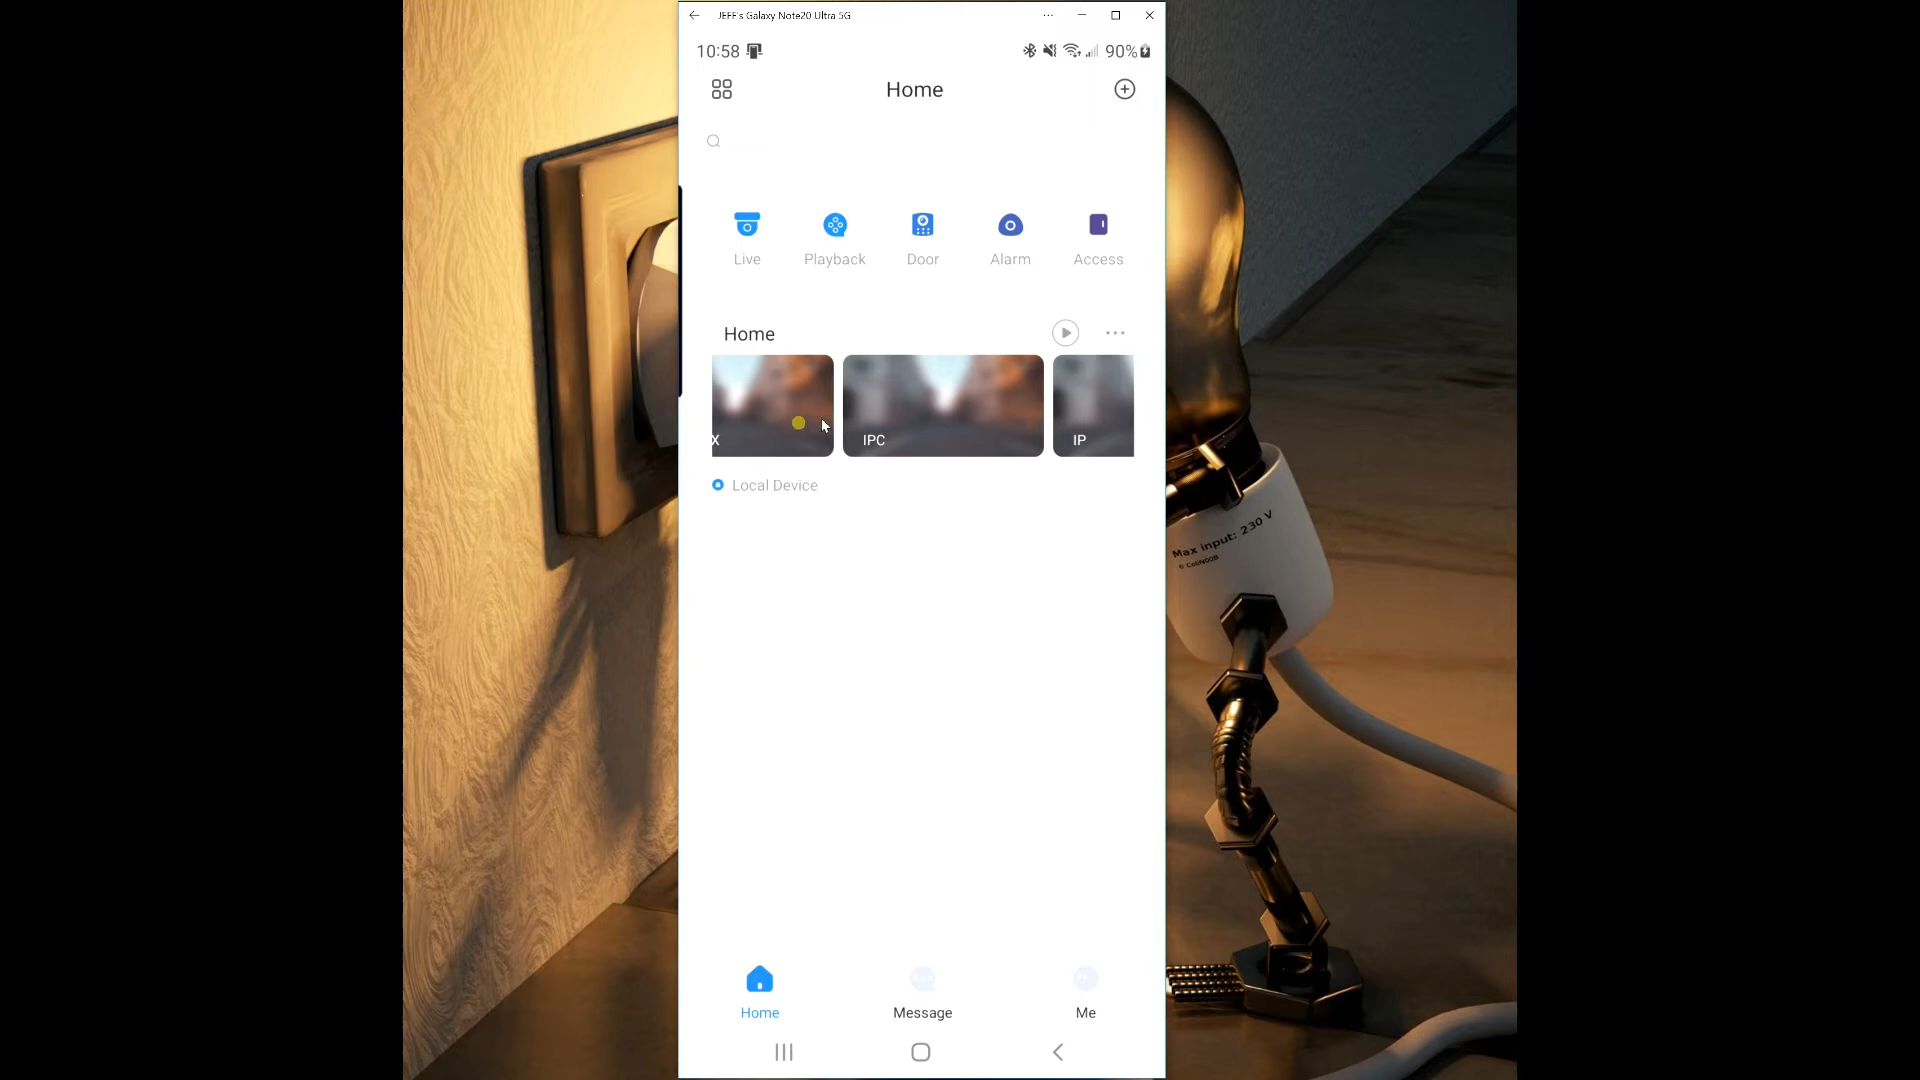 JEFF's Galaxy Note20 Ultra 5G
10:58
90%
Home
Live
Playback
Door
Alarm
Access
Home
X
IPC
IP
Local Device
Max input: 230 V
Home
Message
Me